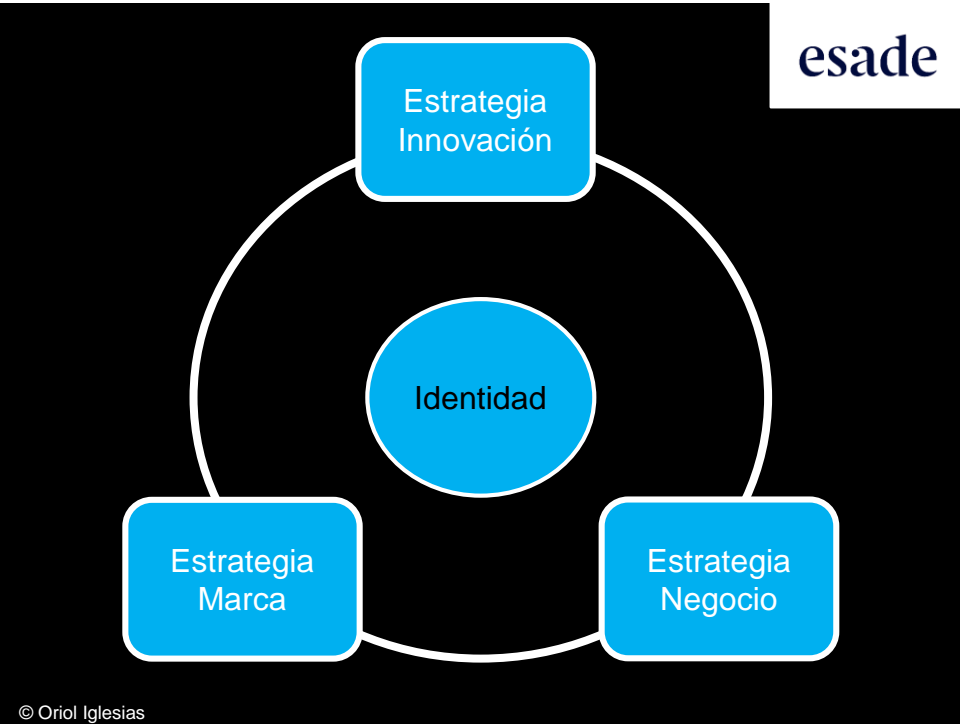 esade
Estrategia
Innovación
Identidad
Estrategia
Marca
Estrategia
Negocio
© Oriol Iglesias